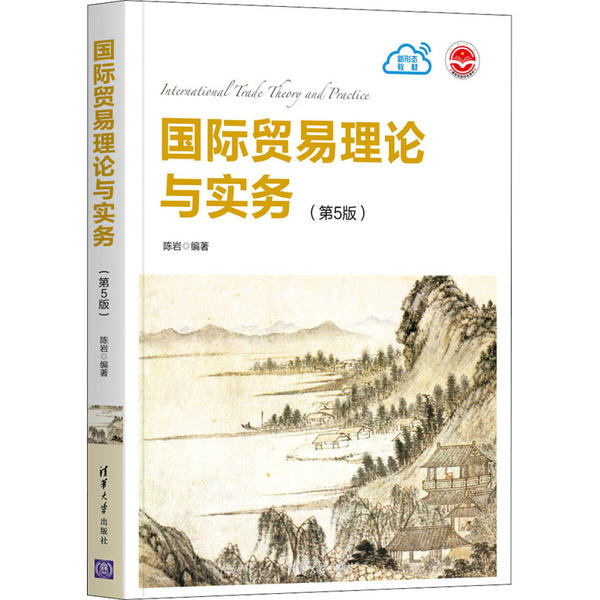 国际贸易理论与实务
(第5版)
陈岩◎编著
清华大学出版社
新形态
教材
International Trade Theory and Practice
国际贸易理论
与实务 (第5版)
陈岩◎编著